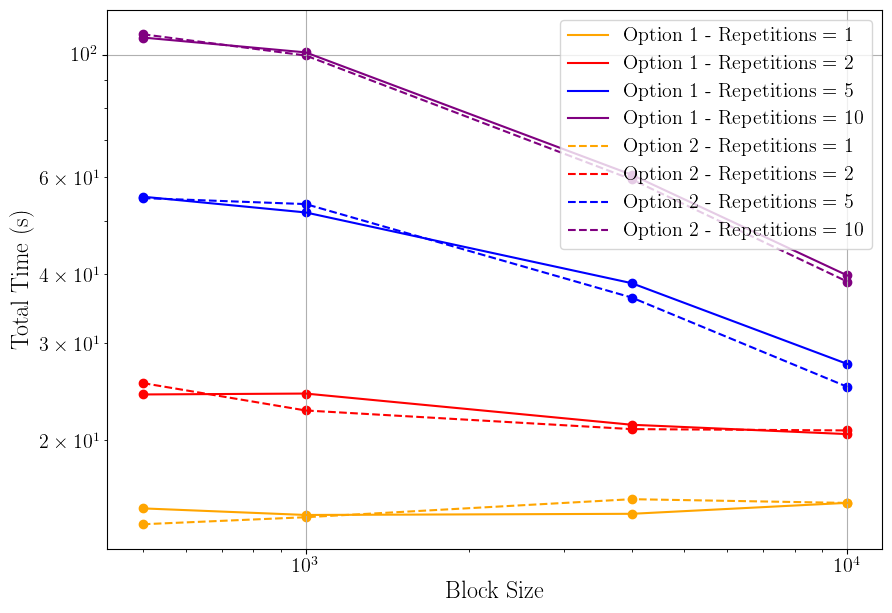 Option 1 - Repetitions = 1
Option 1 - Repetitions = 2
Option 1 - Repetitions = 5
Option 1 - Repetitions = 10
Option 2 - Repetitions = 1
Option 2 - Repetitions = 2
Option 2 - Repetitions = 5
Option 2 - Repetitions = 10
Total Time (s)
10²
6 × 10¹
4 × 10¹
3 × 10¹
2 × 10¹
10³ 10⁴
Block Size